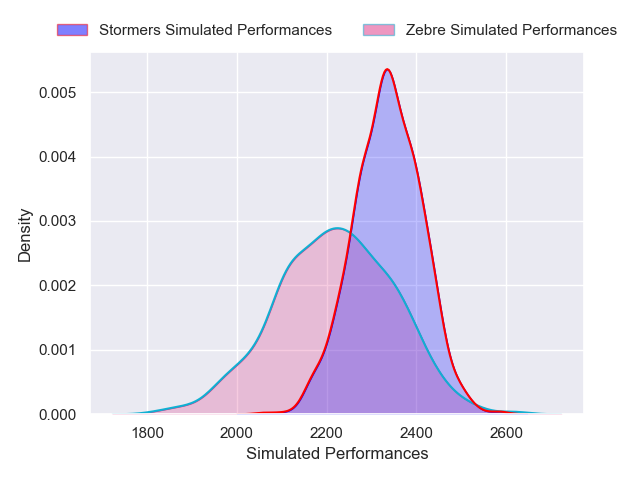 Stormers Simulated Performances
Zebre Simulated Performances
0.005
0.004
0.003
0.002
0.001
0.000
Density
1800
2000
2200
2400
2600
Simulated Performances